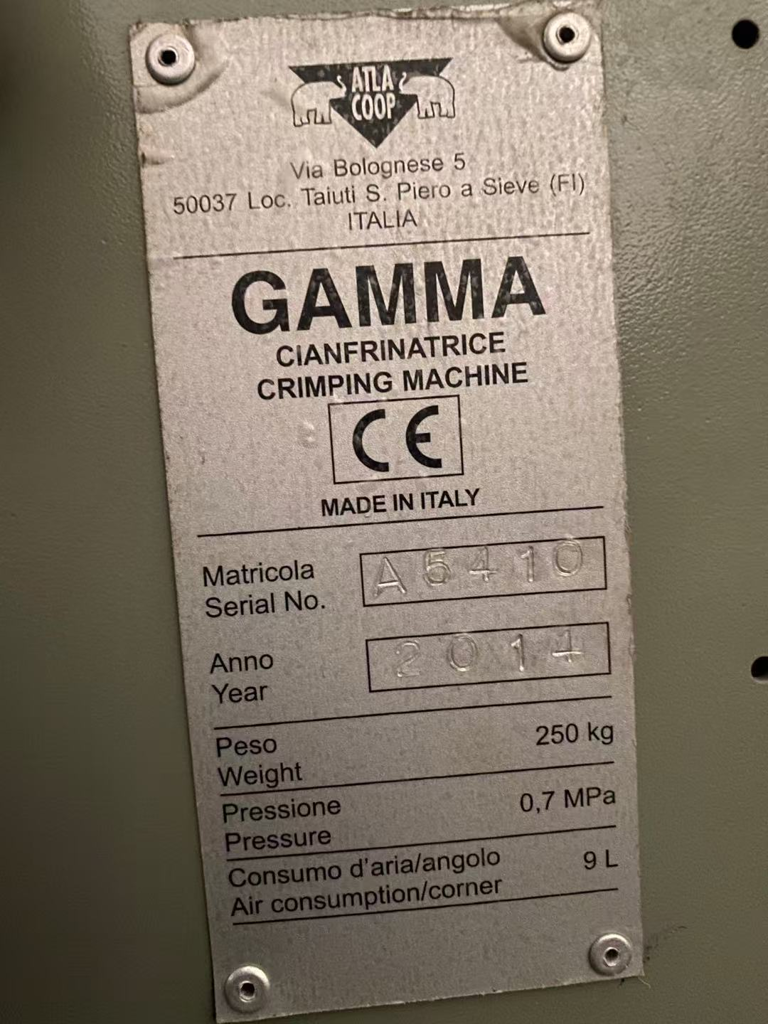 ATLA
COOP
Via Bolognese 5
50037 Loc. Taiuti S. Piero a Sieve (FI)
ITALIA
GAMMA
CIANFRINATRICE
CRIMPING MACHINE
CE
MADE IN ITALY
Matricola
Serial No.
A5410
Anno
Year
2014
Peso
Weight
250 kg
Pressione
Pressure
0,7 MPa
Consumo d'aria/angolo
Air consumption/corner
9 L